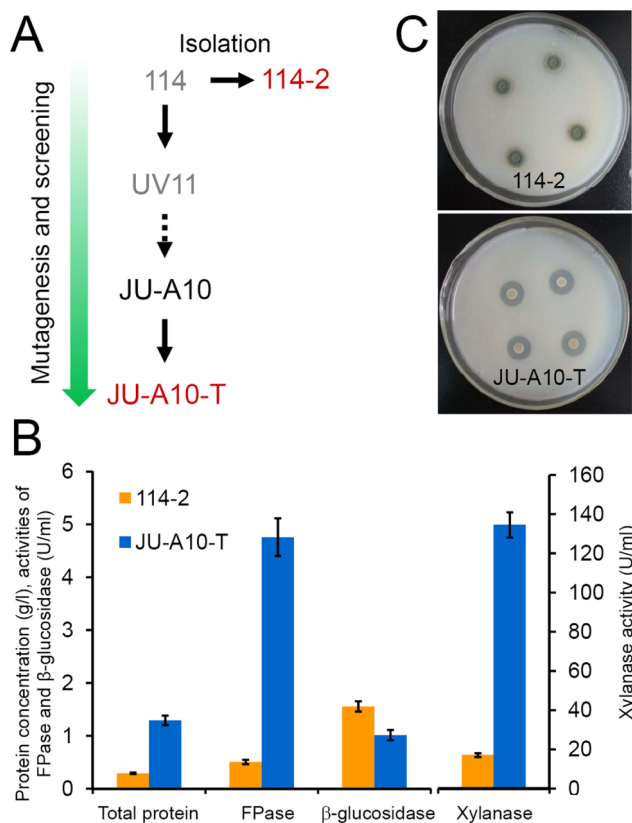 A
Isolation
114
114-2
UV11
JU-A10
JU-A10-T
Mutagenesis and screening
C
114-2
JU-A10-T
B
Protein concentration (g/l), activities of
FPase and β-glucosidase (U/ml)
6
5
4
3
2
1
0
114-2
JU-A10-T
160
140
120
100
80
60
40
20
0
Xylanase activity (U/ml)
Total protein
FPase
β-glucosidase
Xylanase